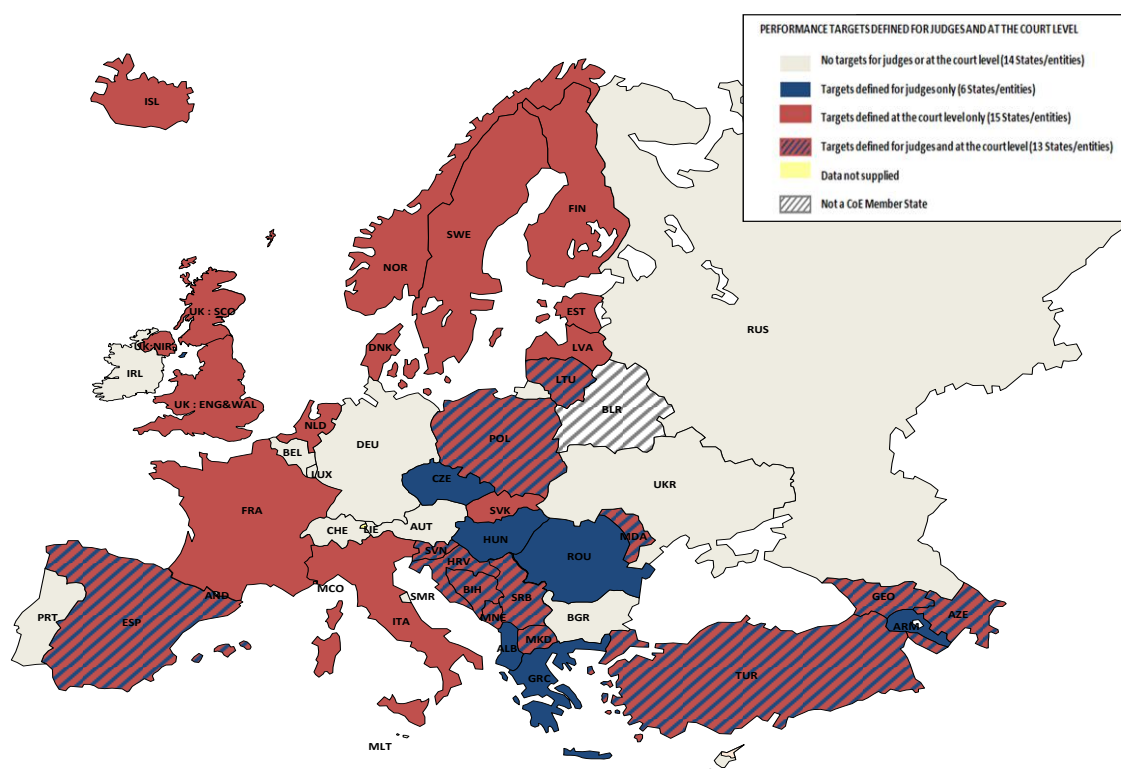 PERFORMANCE TARGETS DEFINED FOR JUDGES AND AT THE COURT LEVEL
No targets for judges or at the court level (14 States/entities)
Targets defined for judges only (6 States/entities)
Targets defined at the court level only (15 States/entities)
Targets defined for judges and at the court level (13 States/entities)
Data not supplied
Not a CoE Member State
ISL
FIN
SWE
NOR
UK : SCO
EST
RUS
UK:NIR
DNK
LVA
IRL
LTU
UK : ENG&WAL
BLR
NLD
POL
DEU
BEL
LUX
CZE
UKR
FRA
SVK
CHE
LIE
AUT
HUN
MDA
SVN
ROU
HRV
MCO
BIH
SMR
SRB
GEO
AND
PRT
ESP
ITA
MNE
BGR
ARM
AZE
MKD
ALB
GRC
TUR
MLT